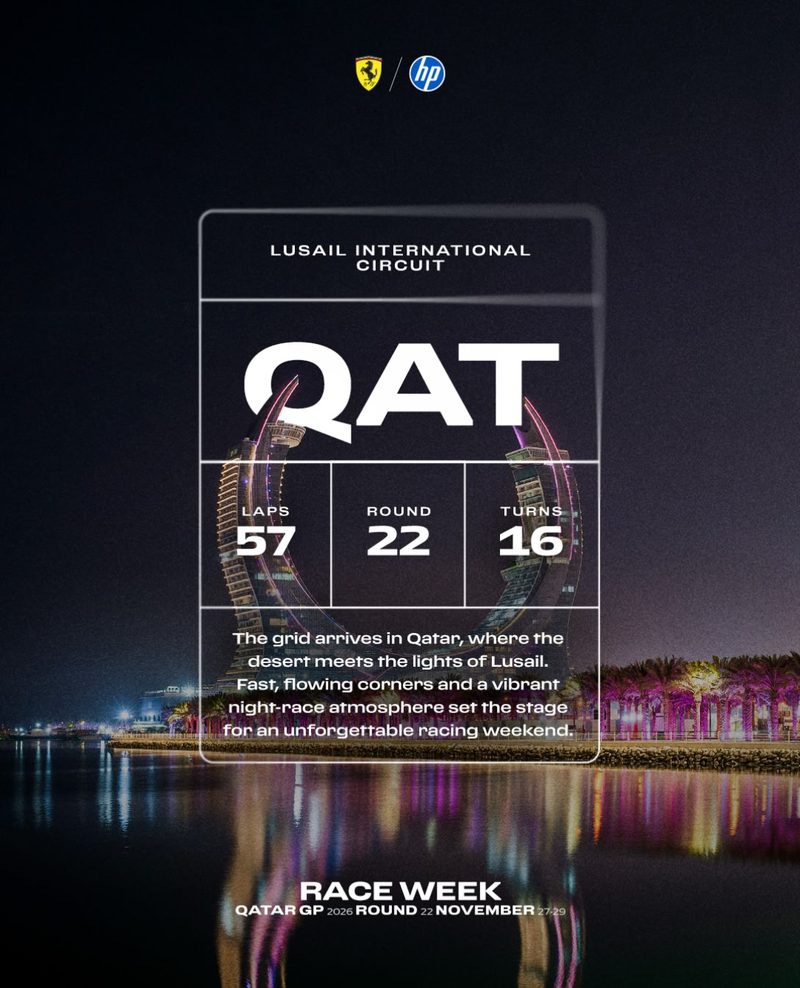 hp
LUSAIL INTERNATIONAL
CIRCUIT
QAT
LAPS
57
ROUND
22
TURNS
16
The grid arrives in Qatar, where the
desert meets the lights of Lusail.
Fast, flowing corners and a vibrant
night-race atmosphere set the stage
for an unforgettable racing weekend.
RACE WEEK
QATAR GP 2026 ROUND 22 NOVEMBER 27-29